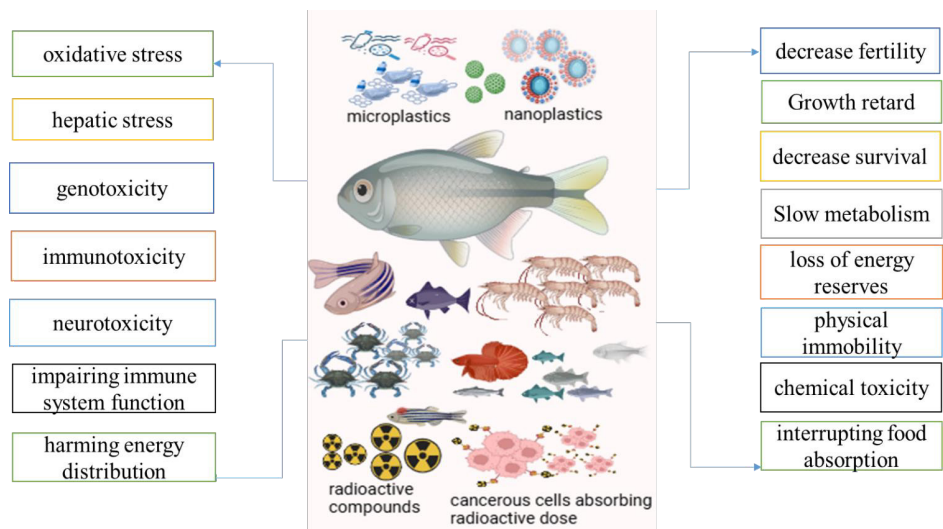 oxidative stress
hepatic stress
genotoxicity
immunotoxicity
neurotoxicity
impairing immune
system function
harming energy
distribution
microplastics
nanoplastics
radioactive
compounds
cancerous cells absorbing
radioactive dose
decrease fertility
Growth retard
decrease survival
Slow metabolism
loss of energy
reserves
physical
immobility
chemical toxicity
interrupting food
absorption